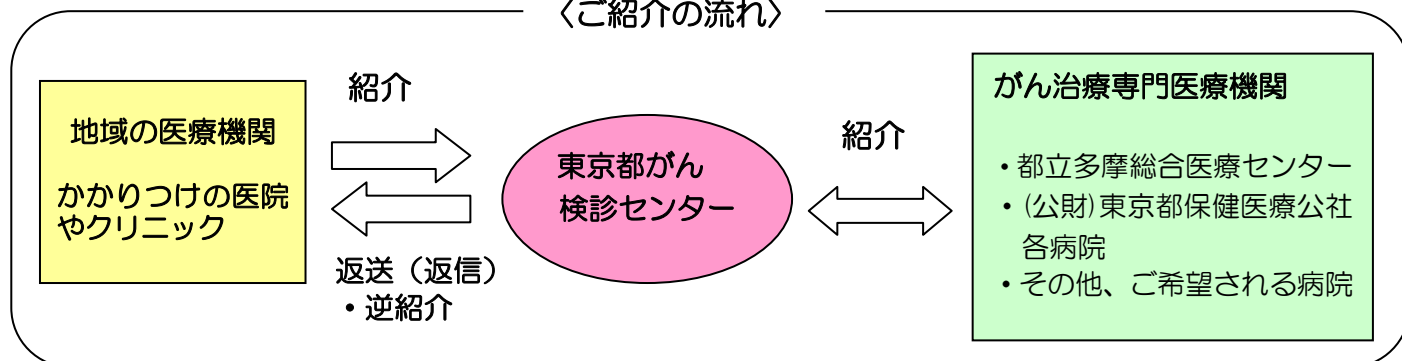 〈ご紹介の流れ〉
地域の医療機関
かかりつけの医院
やクリニック
紹介
返送（返信）
・逆紹介
東京都がん
検診センター
紹介
がん治療専門医療機関
・都立多摩総合医療センター
・(公財)東京都保健医療公社
各病院
・その他、ご希望される病院